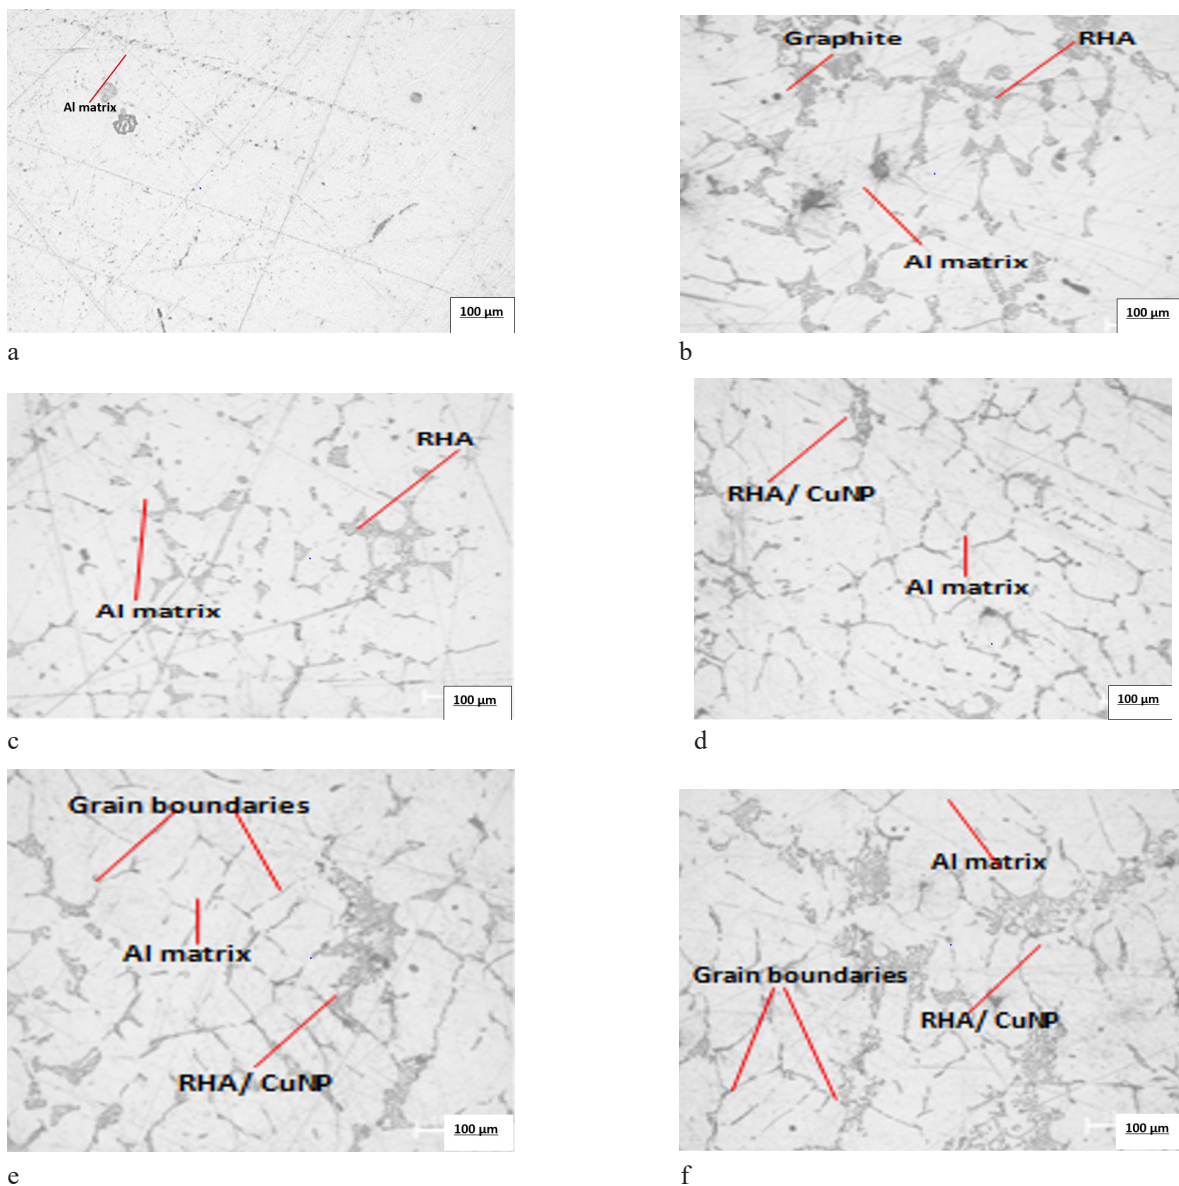 Al matrix
100 µm
a
Graphite
RHA
Al matrix
100 µm
b
RHA
Al matrix
100 µm
c
RHA/ CuNP
Al matrix
100 µm
d
Grain boundaries
Al matrix
RHA/ CuNP
100 µm
e
Al matrix
Grain boundaries
RHA/ CuNP
100 µm
f